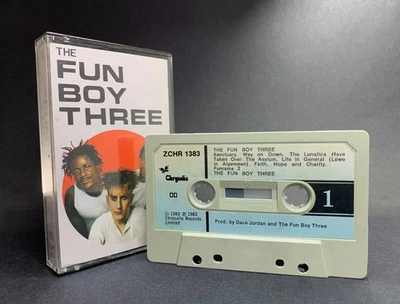 THE
FUN
BOY
THREE
ZCHR 1383
THE FUN BOY THREE
Sanctuary. Way on Down. The Lunatics Have
Taken Over The Asylum. Life In General (Lewe
in Algemeen). Faith, Hope and Charity.
Funrama 2
THE FUN BOY THREE
Chrysalis
℗ 1982 © 1982
Chrysalis Records
Limited
1
Prod. by Dave Jordan and The Fun Boy Three